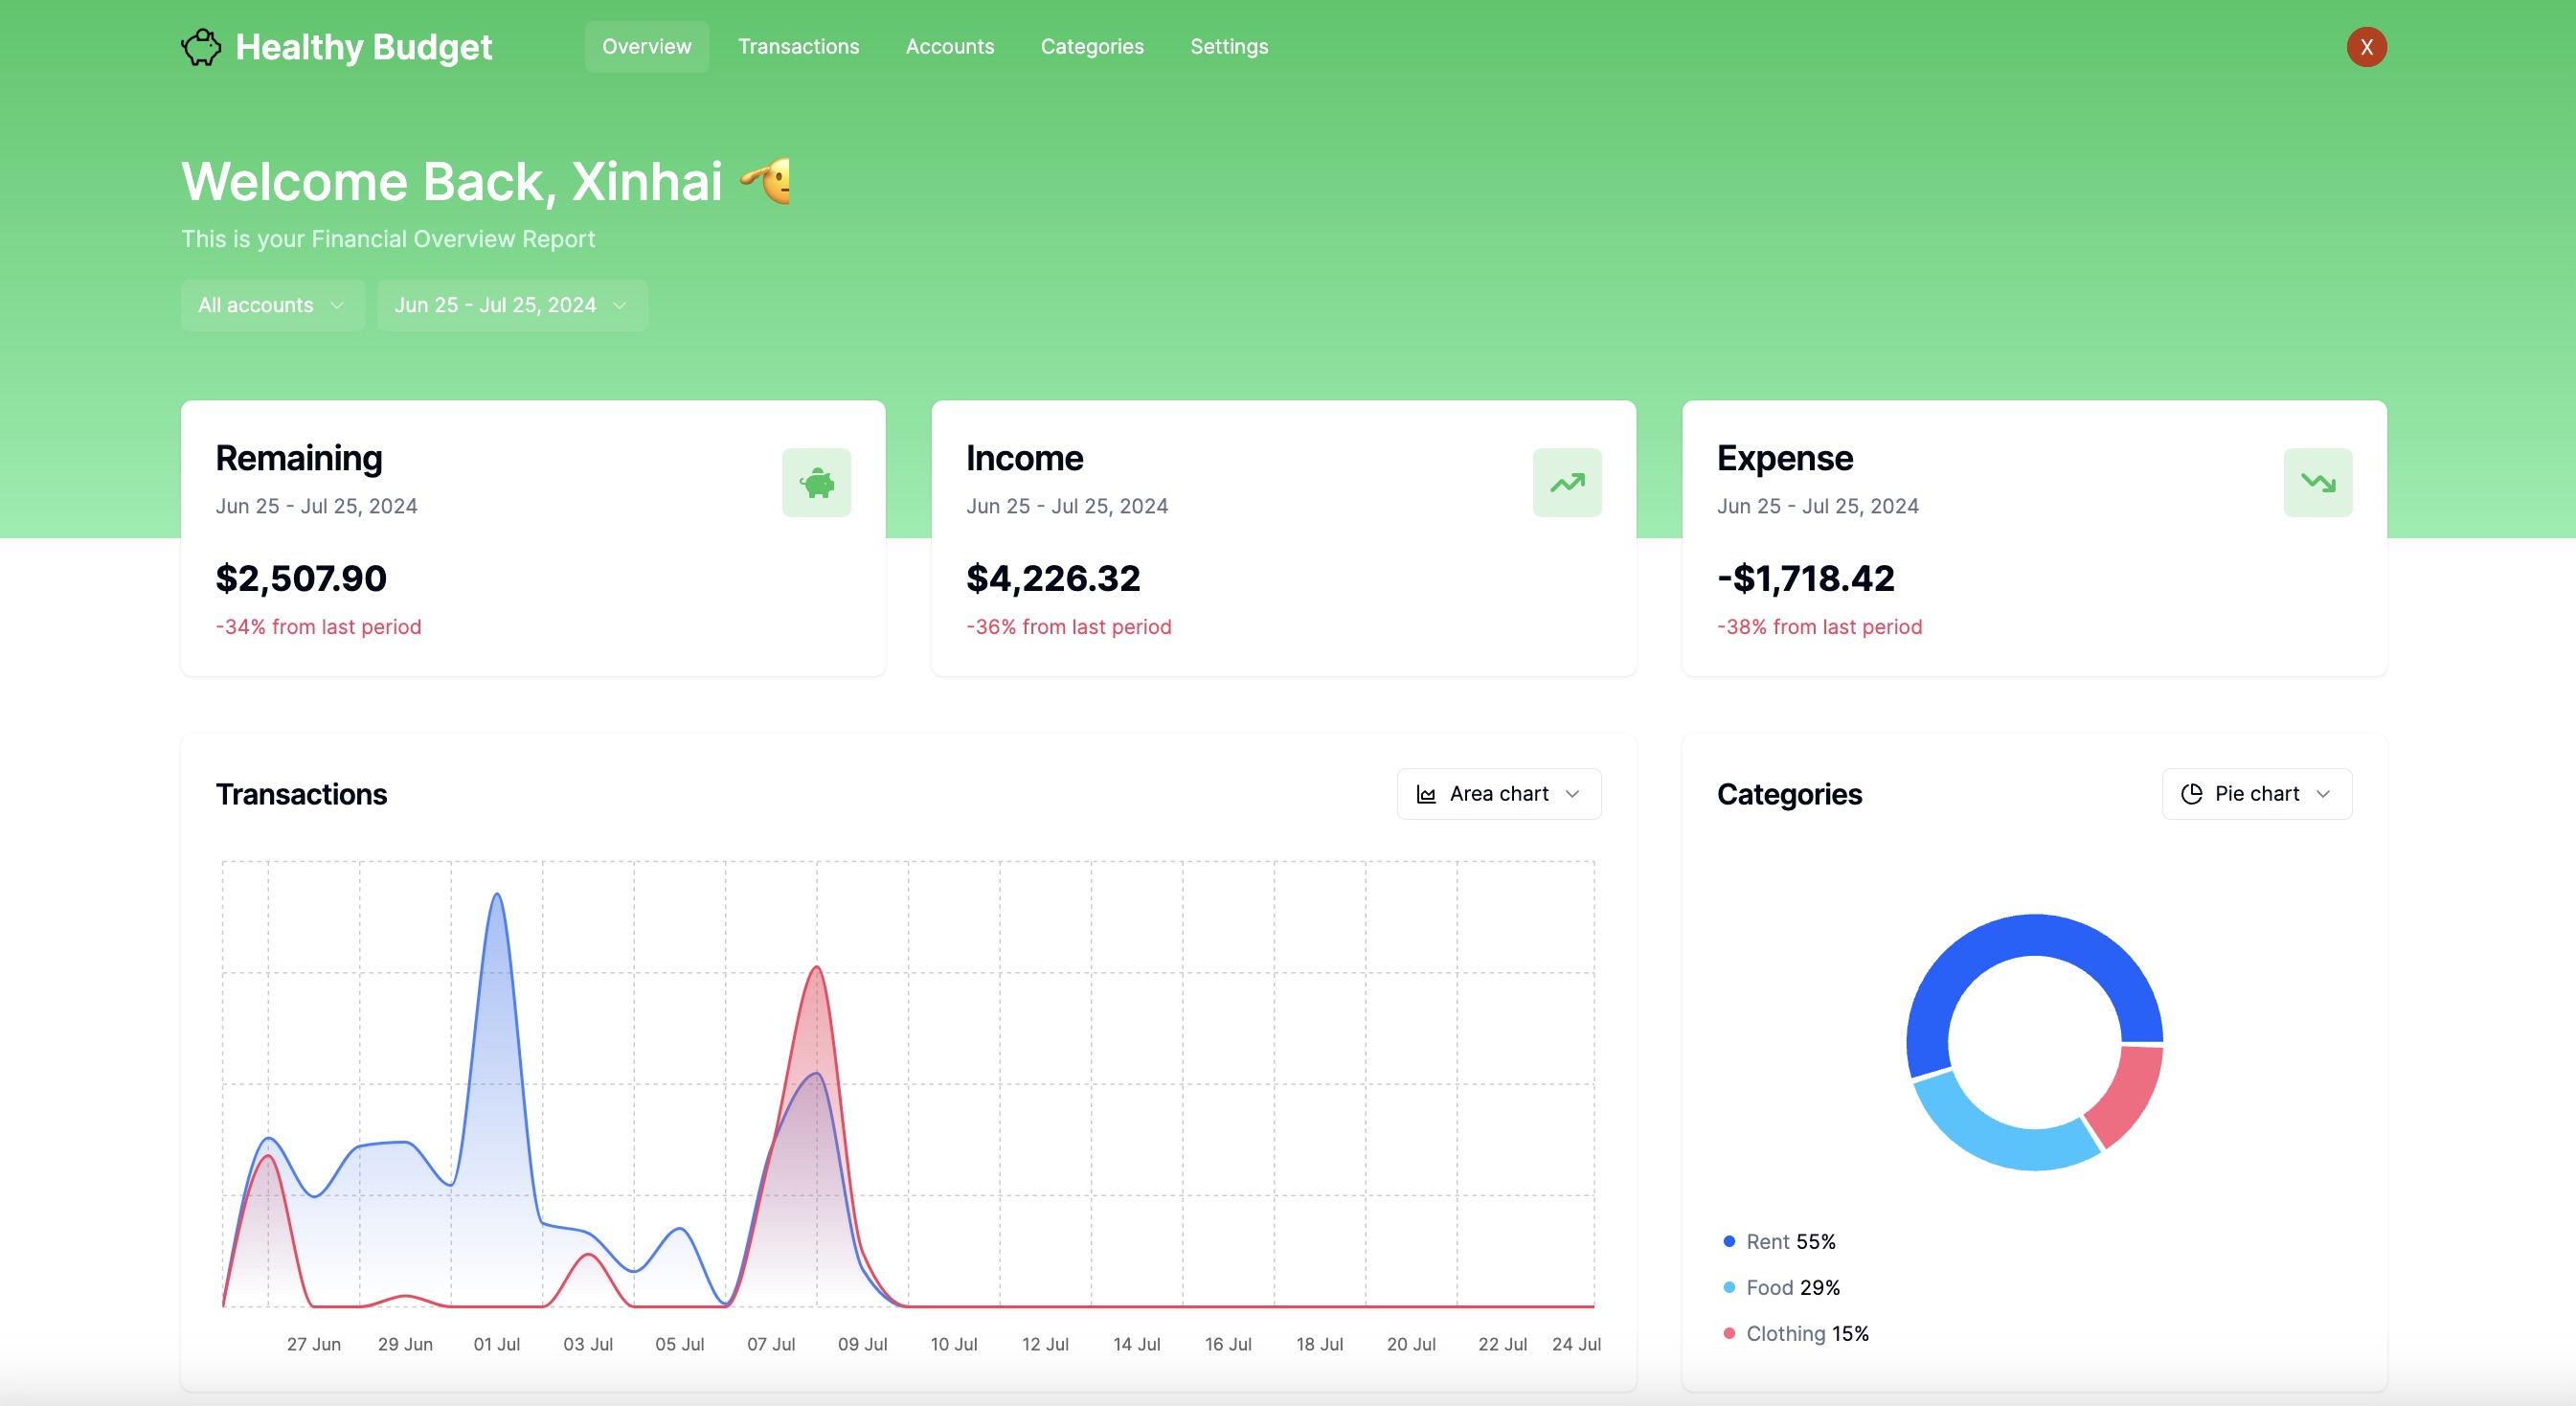 Healthy Budget Overview Transactions Accounts Categories Settings X
Welcome Back, Xinhai
This is your Financial Overview Report
All accounts Jun 25 - Jul 25, 2024
Remaining
Jun 25 - Jul 25, 2024
$2,507.90
-34% from last period
Income
Jun 25 - Jul 25, 2024
$4,226.32
-36% from last period
Expense
Jun 25 - Jul 25, 2024
-$1,718.42
-38% from last period
Transactions Area chart
27 Jun 29 Jun 01 Jul 03 Jul 05 Jul 07 Jul 09 Jul 10 Jul 12 Jul 14 Jul 16 Jul 18 Jul 20 Jul 22 Jul 24 Jul
Categories Pie chart
Rent 55%
Food 29%
Clothing 15%